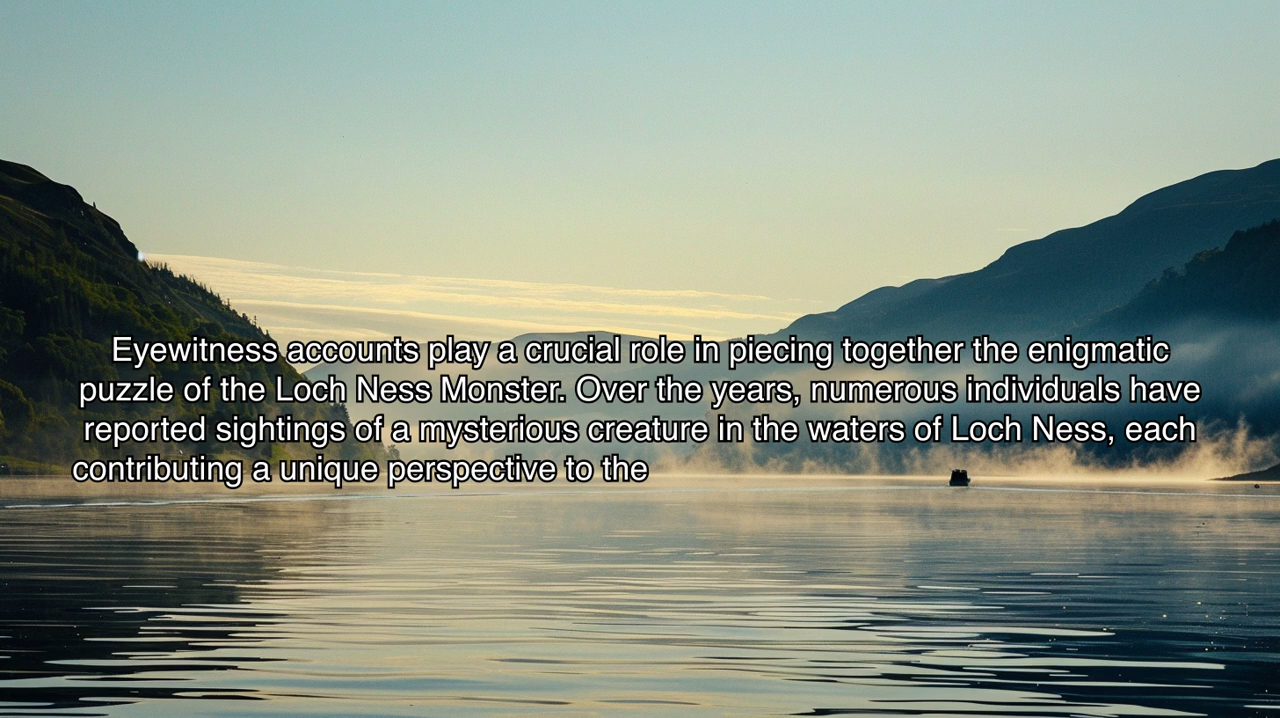 Eyewitness accounts play a crucial role in piecing together the enigmatic
puzzle of the Loch Ness Monster. Over the years, numerous individuals have
reported sightings of a mysterious creature in the waters of Loch Ness, each
contributing a unique perspective to the